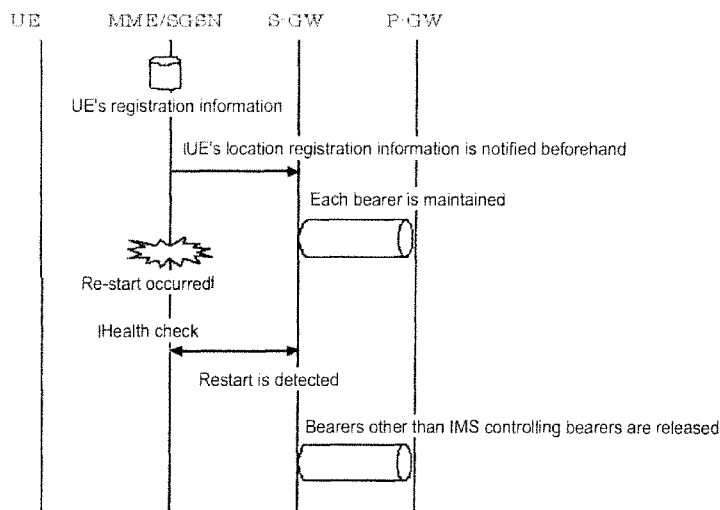 UE
MME/SGSN
S-GW
P-GW
UE's registration information
UE's location registration information is notified beforehand
Each bearer is maintained
Re-start occurred!
Health check
Restart is detected
Bearers other than IMS controlling bearers are released